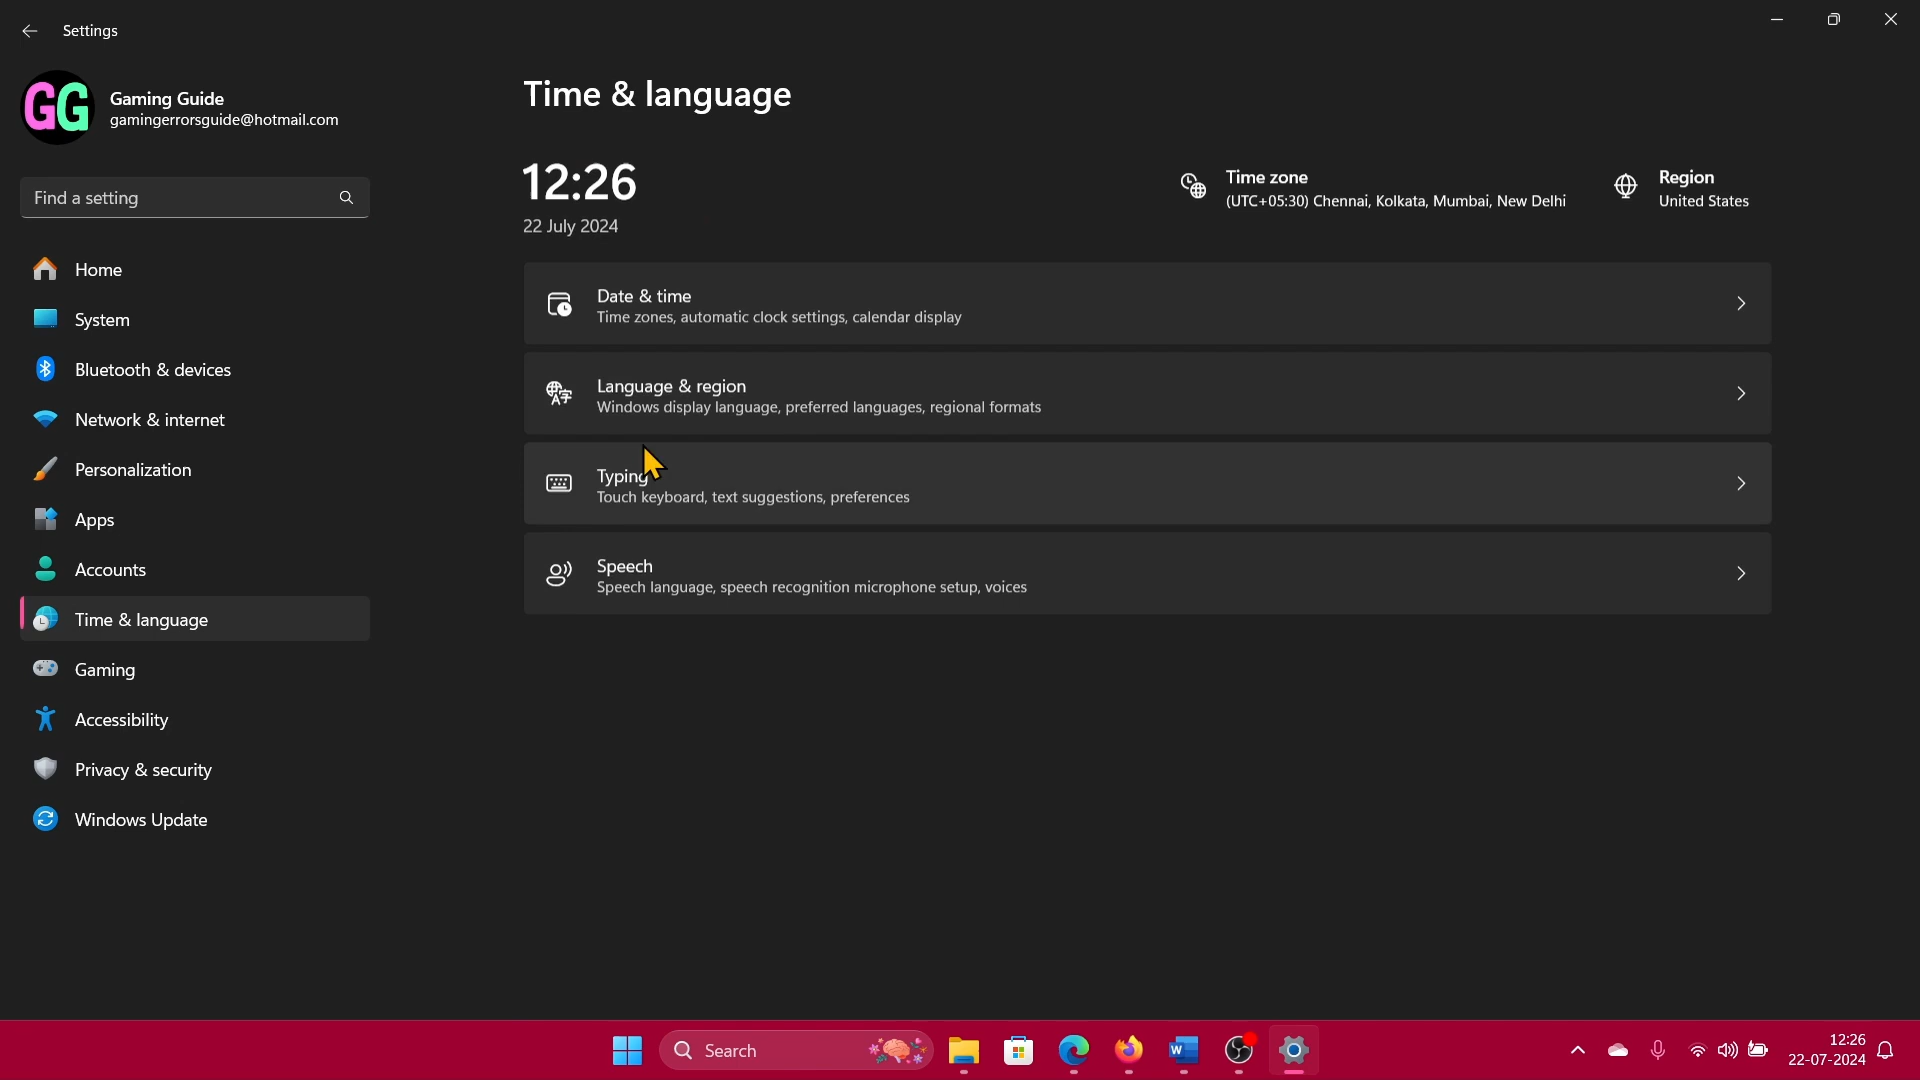 Settings
GG
Gaming Guide
gamingerrorsguide@hotmail.com
Find a setting
Home
System
Bluetooth & devices
Network & internet
Personalization
Apps
Accounts
Time & language
Gaming
Accessibility
Privacy & security
Windows Update
Time & language
12:26
22 July 2024
Time zone
(UTC+05:30) Chennai, Kolkata, Mumbai, New Delhi
Region
United States
Date & time
Time zones, automatic clock settings, calendar display
Language & region
Windows display language, preferred languages, regional formats
Typing
Touch keyboard, text suggestions, preferences
Speech
Speech language, speech recognition microphone setup, voices
Search
W
12:26
22-07-2024